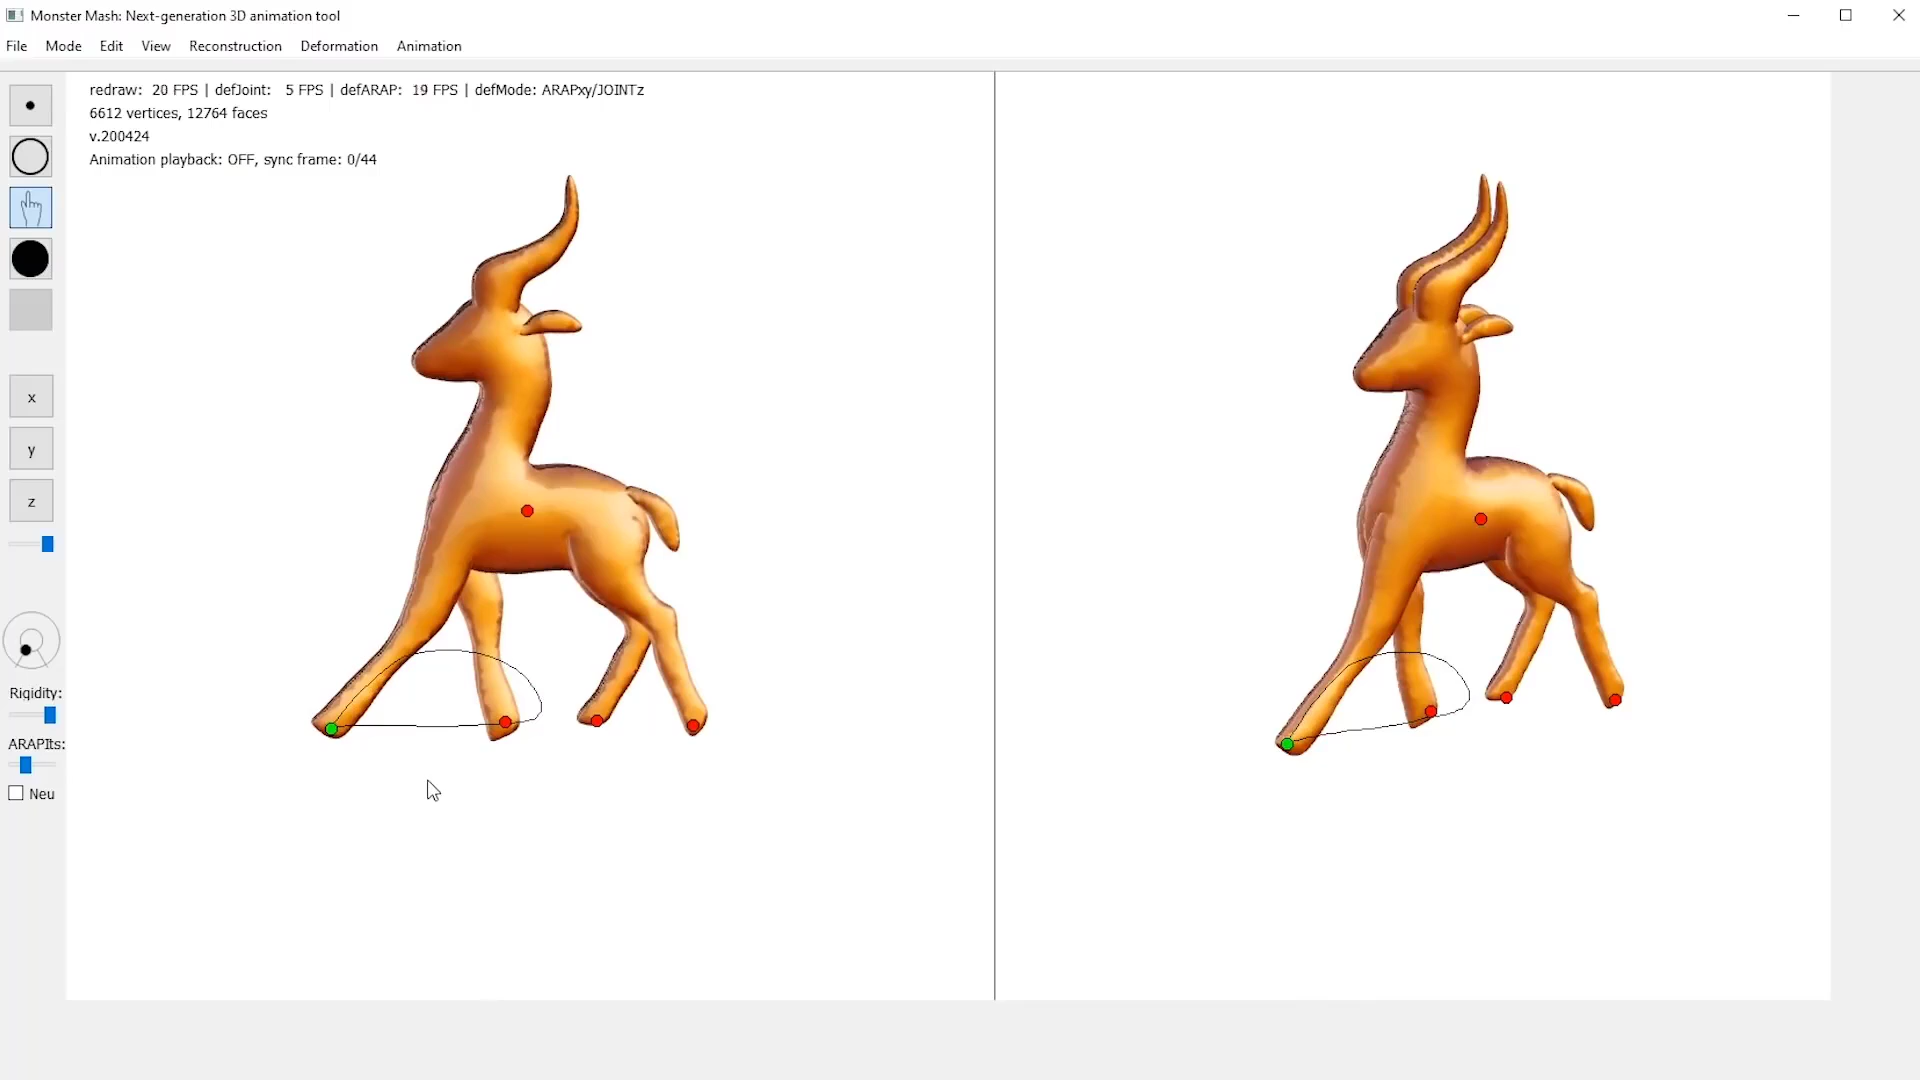 Monster Mash: Next-generation 3D animation tool
File Mode Edit View Reconstruction Deformation Animation
redraw: 20 FPS | defJoint: 5 FPS | defARAP: 19 FPS | defMode: ARAPxy/JOINTz
6612 vertices, 12764 faces
v.200424
Animation playback: OFF, sync frame: 0/44
x
y
z
Rigidity:
ARAPIts:
Neu